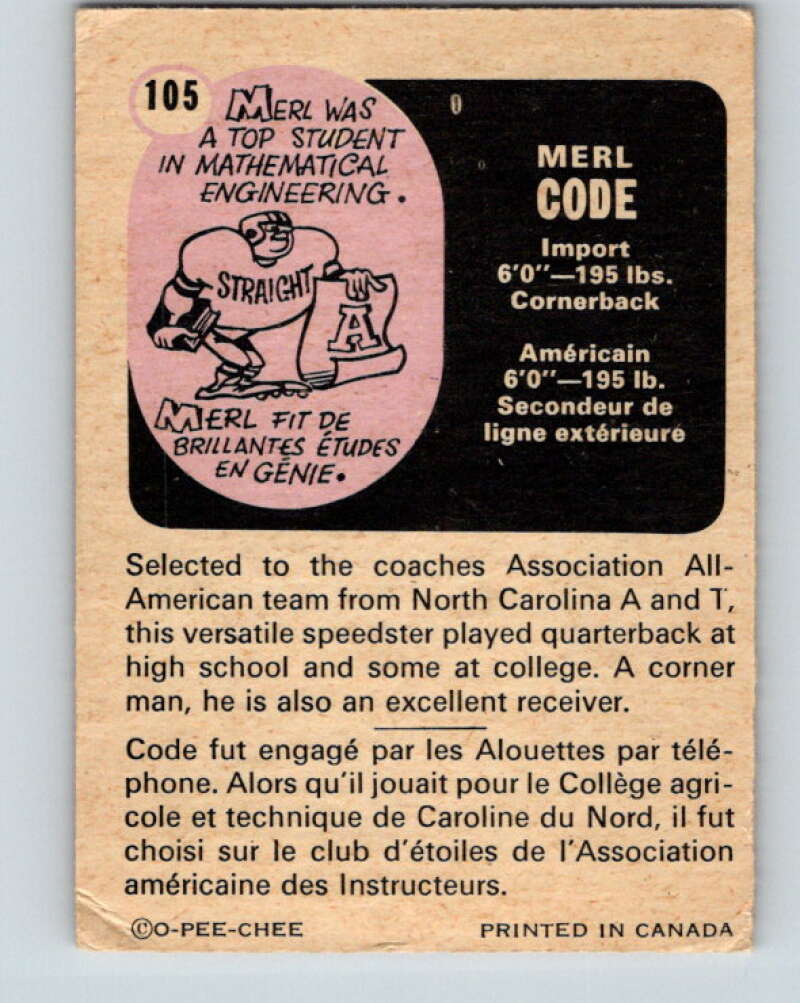 105
MERL WAS
A TOP STUDENT
IN MATHEMATICAL
ENGINEERING.
STRAIGHT
A
MERL FIT DE
BRILLANTES ÉTUDES
EN GÉNIE.
MERL
CODE
Import
6'0"—195 lbs.
Cornerback
Américain
6'0"—195 lb.
Secondeur de
ligne extérieure
Selected to the coaches Association All-
American team from North Carolina A and T,
this versatile speedster played quarterback at
high school and some at college. A corner
man, he is also an excellent receiver.
Code fut engagé par les Alouettes par télé-
phone. Alors qu'il jouait pour le Collège agri-
cole et technique de Caroline du Nord, il fut
choisi sur le club d'étoiles de l'Association
américaine des Instructeurs.
©O-PEE-CHEE
PRINTED IN CANADA